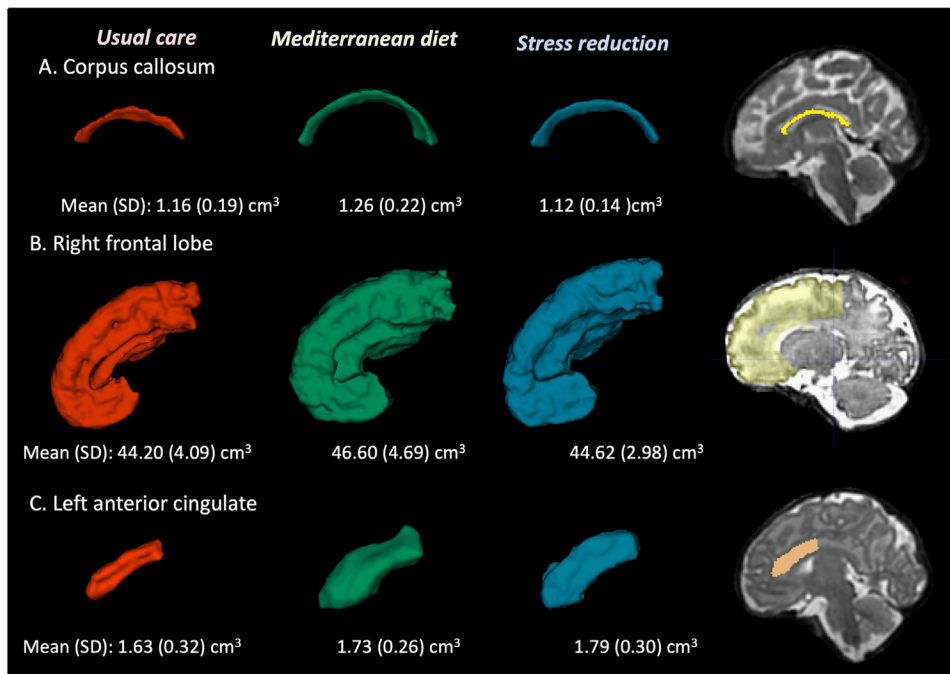 Usual care Mediterranean diet Stress reduction
A. Corpus callosum
Mean (SD): 1.16 (0.19) cm³ 1.26 (0.22) cm³ 1.12 (0.14 )cm³
B. Right frontal lobe
Mean (SD): 44.20 (4.09) cm³ 46.60 (4.69) cm³ 44.62 (2.98) cm³
C. Left anterior cingulate
Mean (SD): 1.63 (0.32) cm³ 1.73 (0.26) cm³ 1.79 (0.30) cm³